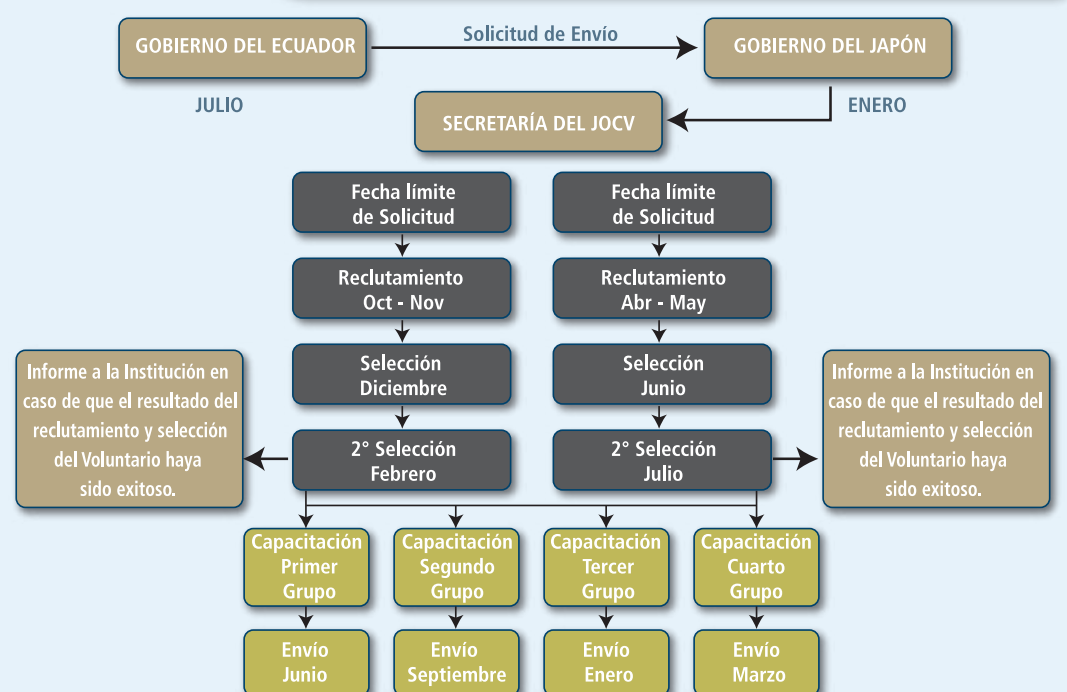 GOBIERNO DEL ECUADOR
Solicitud de Envío
GOBIERNO DEL JAPÓN
JULIO
ENERO
SECRETARÍA DEL JOCV
Fecha límite
de Solicitud
Fecha límite
de Solicitud
Reclutamiento
Oct - Nov
Reclutamiento
Abr - May
Selección
Diciembre
Selección
Junio
Informe a la Institución en
caso de que el resultado del
reclutamiento y selección
del Voluntario haya
sido exitoso.
2° Selección
Febrero
2° Selección
Julio
Informe a la Institución en
caso de que el resultado del
reclutamiento y selección
del Voluntario haya
sido exitoso.
Capacitación
Primer
Grupo
Capacitación
Segundo
Grupo
Capacitación
Tercer
Grupo
Capacitación
Cuarto
Grupo
Envío
Junio
Envío
Septiembre
Envío
Enero
Envío
Marzo